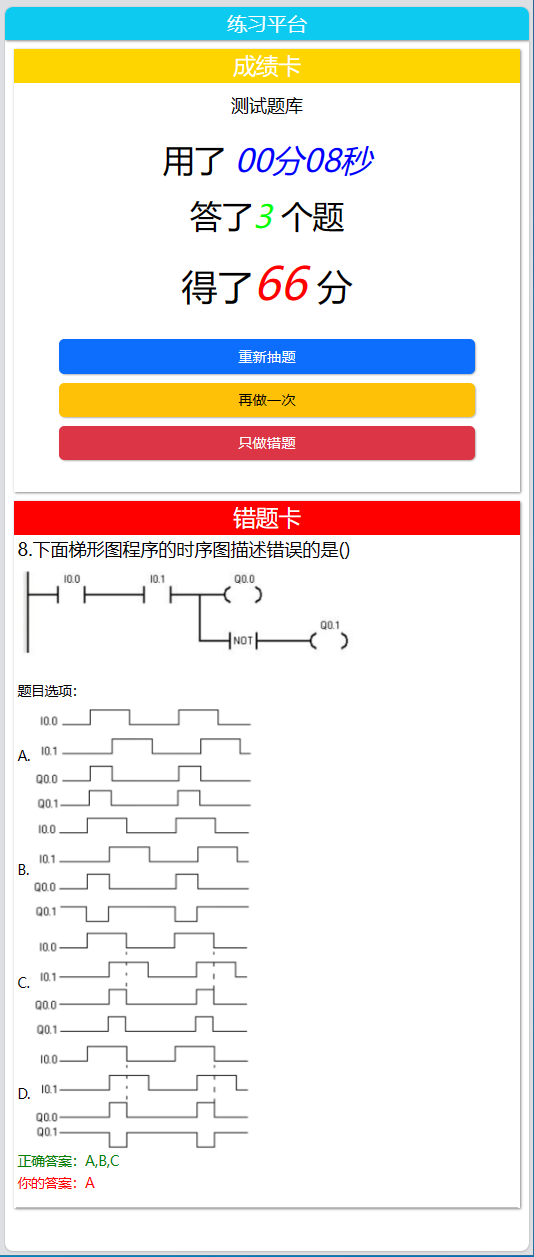 练习平台
成绩卡
测试题库
用了 00分08秒
答了3 个题
得了66 分
重新抽题
再做一次
只做错题
错题卡
8.下面梯形图程序的时序图描述错误的是()
I0.0 I0.1 Q0.0
Q0.1
NOT
题目选项:
I0.0
A. I0.1
Q0.0
Q0.1
I0.0
I0.1
B.
Q0.0
Q0.1
I0.0
C. I0.1
Q0.0
Q0.1
I0.0
D. I0.1
Q0.0
Q0.1
正确答案: A,B,C
你的答案: A